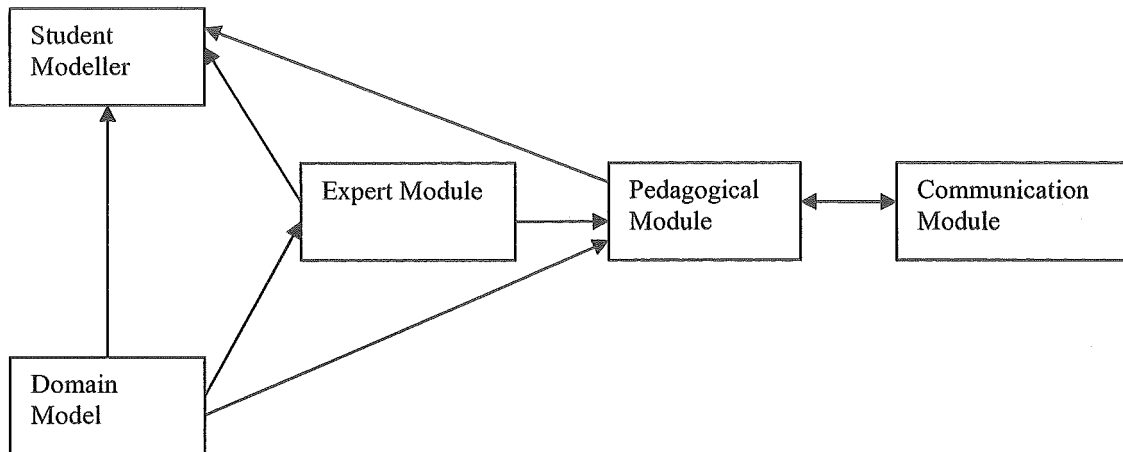 Student
Modeller
Expert Module
Pedagogical
Module
Communication
Module
Domain
Model